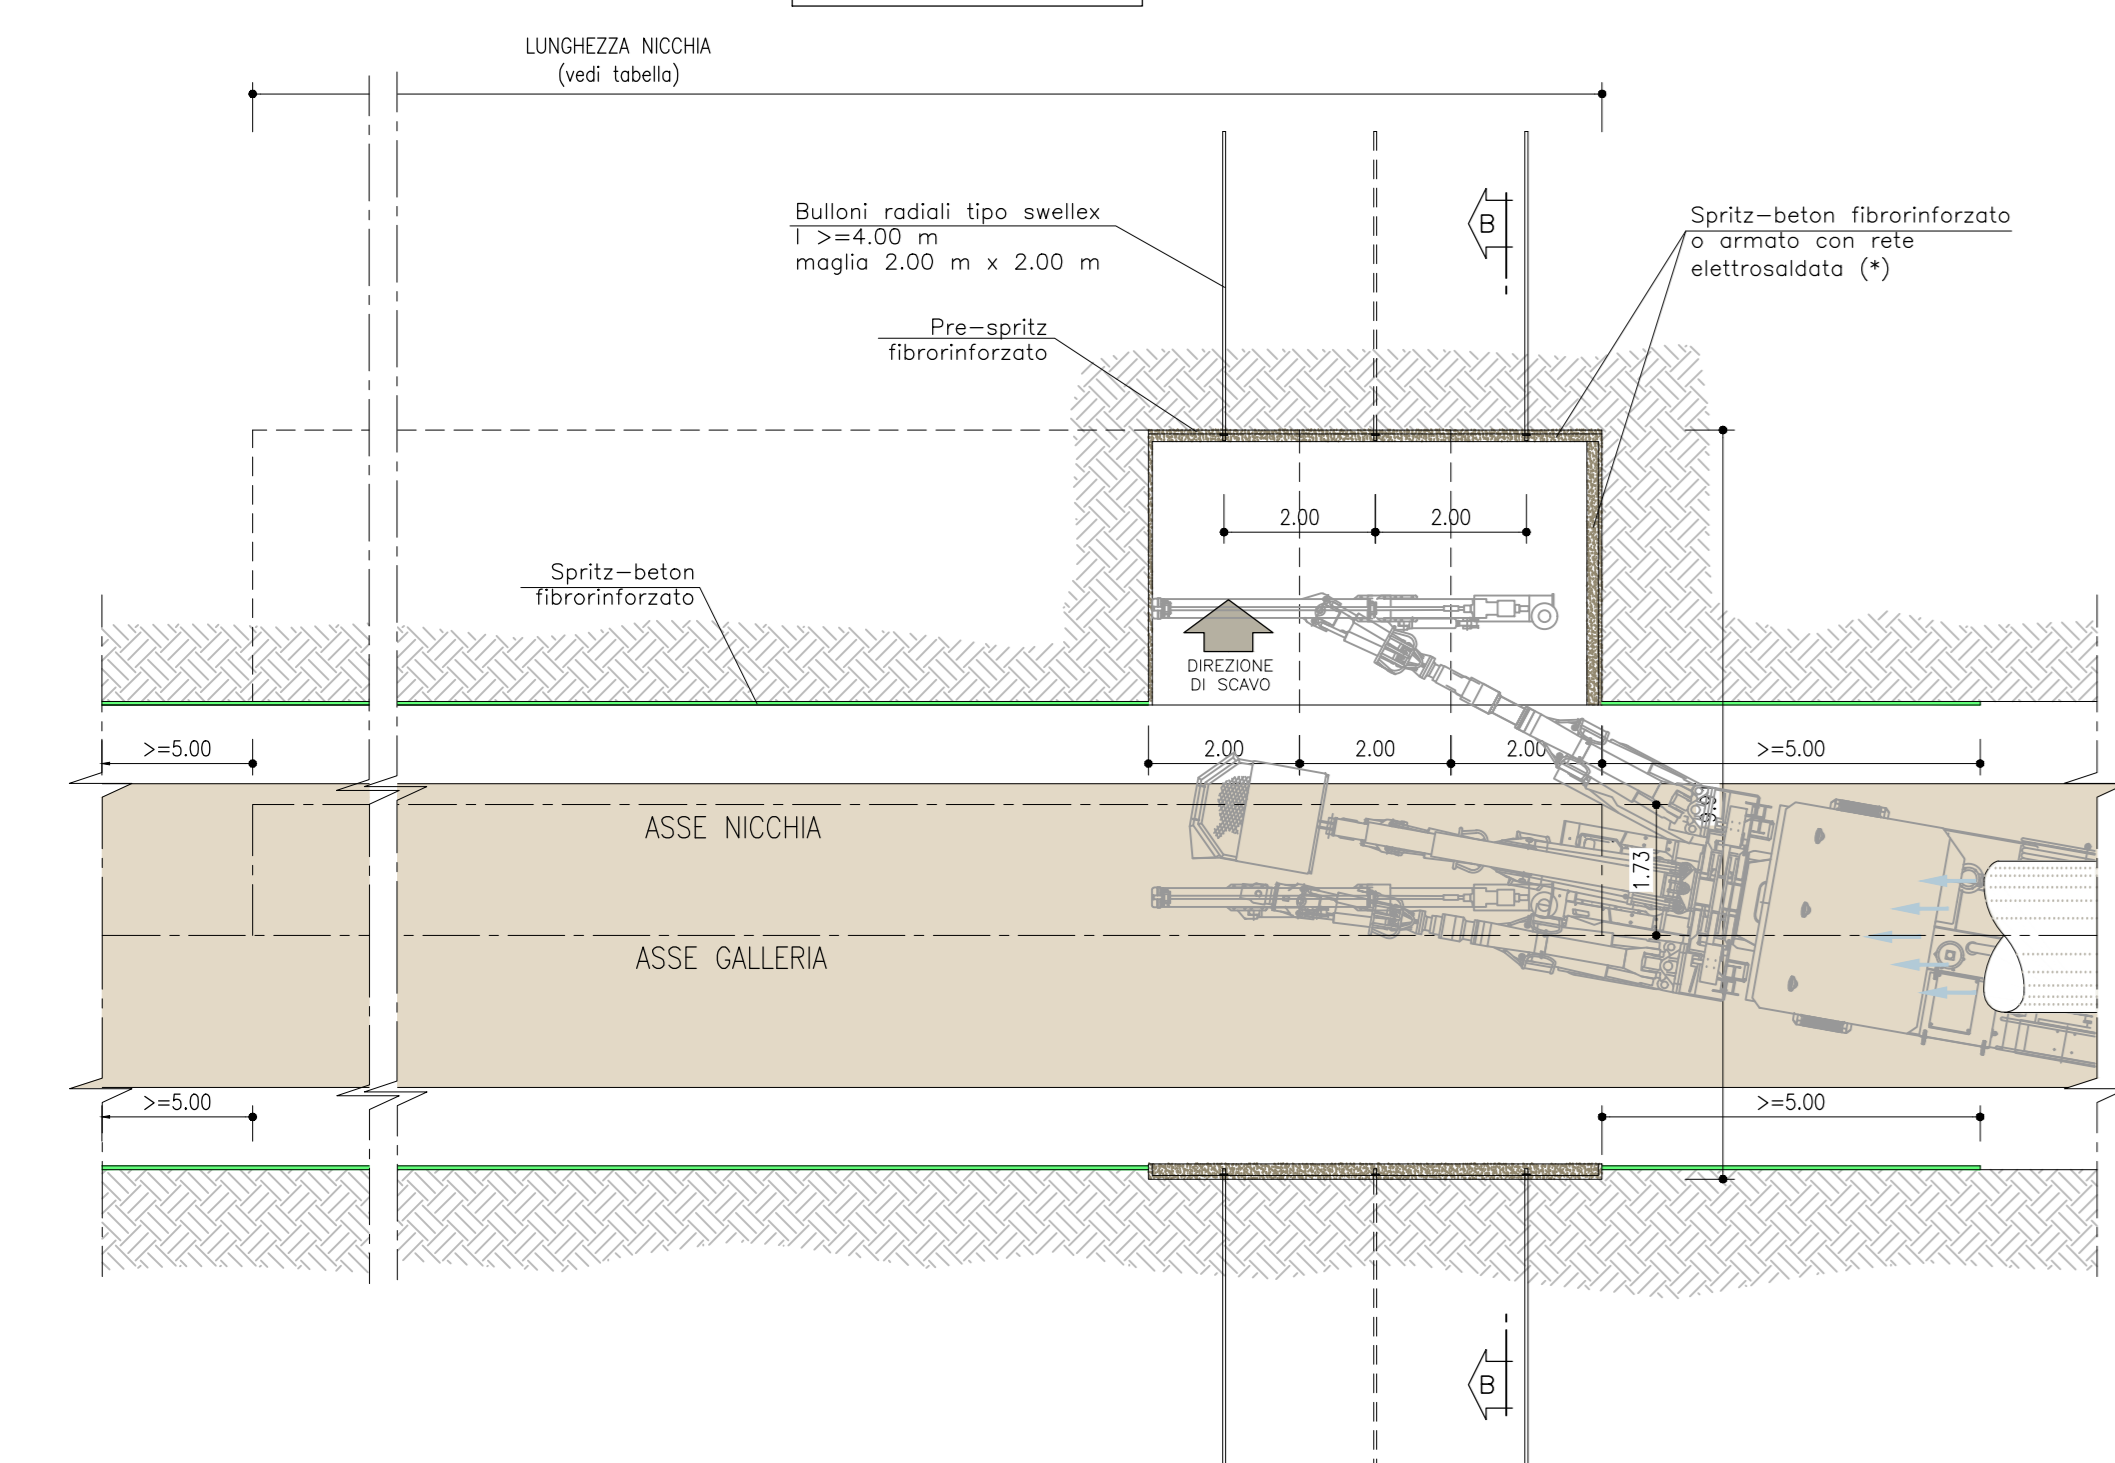 LUNGHEZZA NICCHIA
(vedi tabella)
Bulloni radiali tipo swellex
l >=4.00 m
maglia 2.00 m x 2.00 m
B
Spritz-beton fibrorinforzato
o armato con rete
elettrosaldata (*)
Pre-spritz
fibrorinforzato
2.00 2.00
Spritz-beton
fibrorinforzato
DIREZIONE
DI SCAVO
>=5.00 2.00 2.00 2.00 >=5.00
ASSE NICCHIA
1.73
ASSE GALLERIA
>=5.00 >=5.00
B